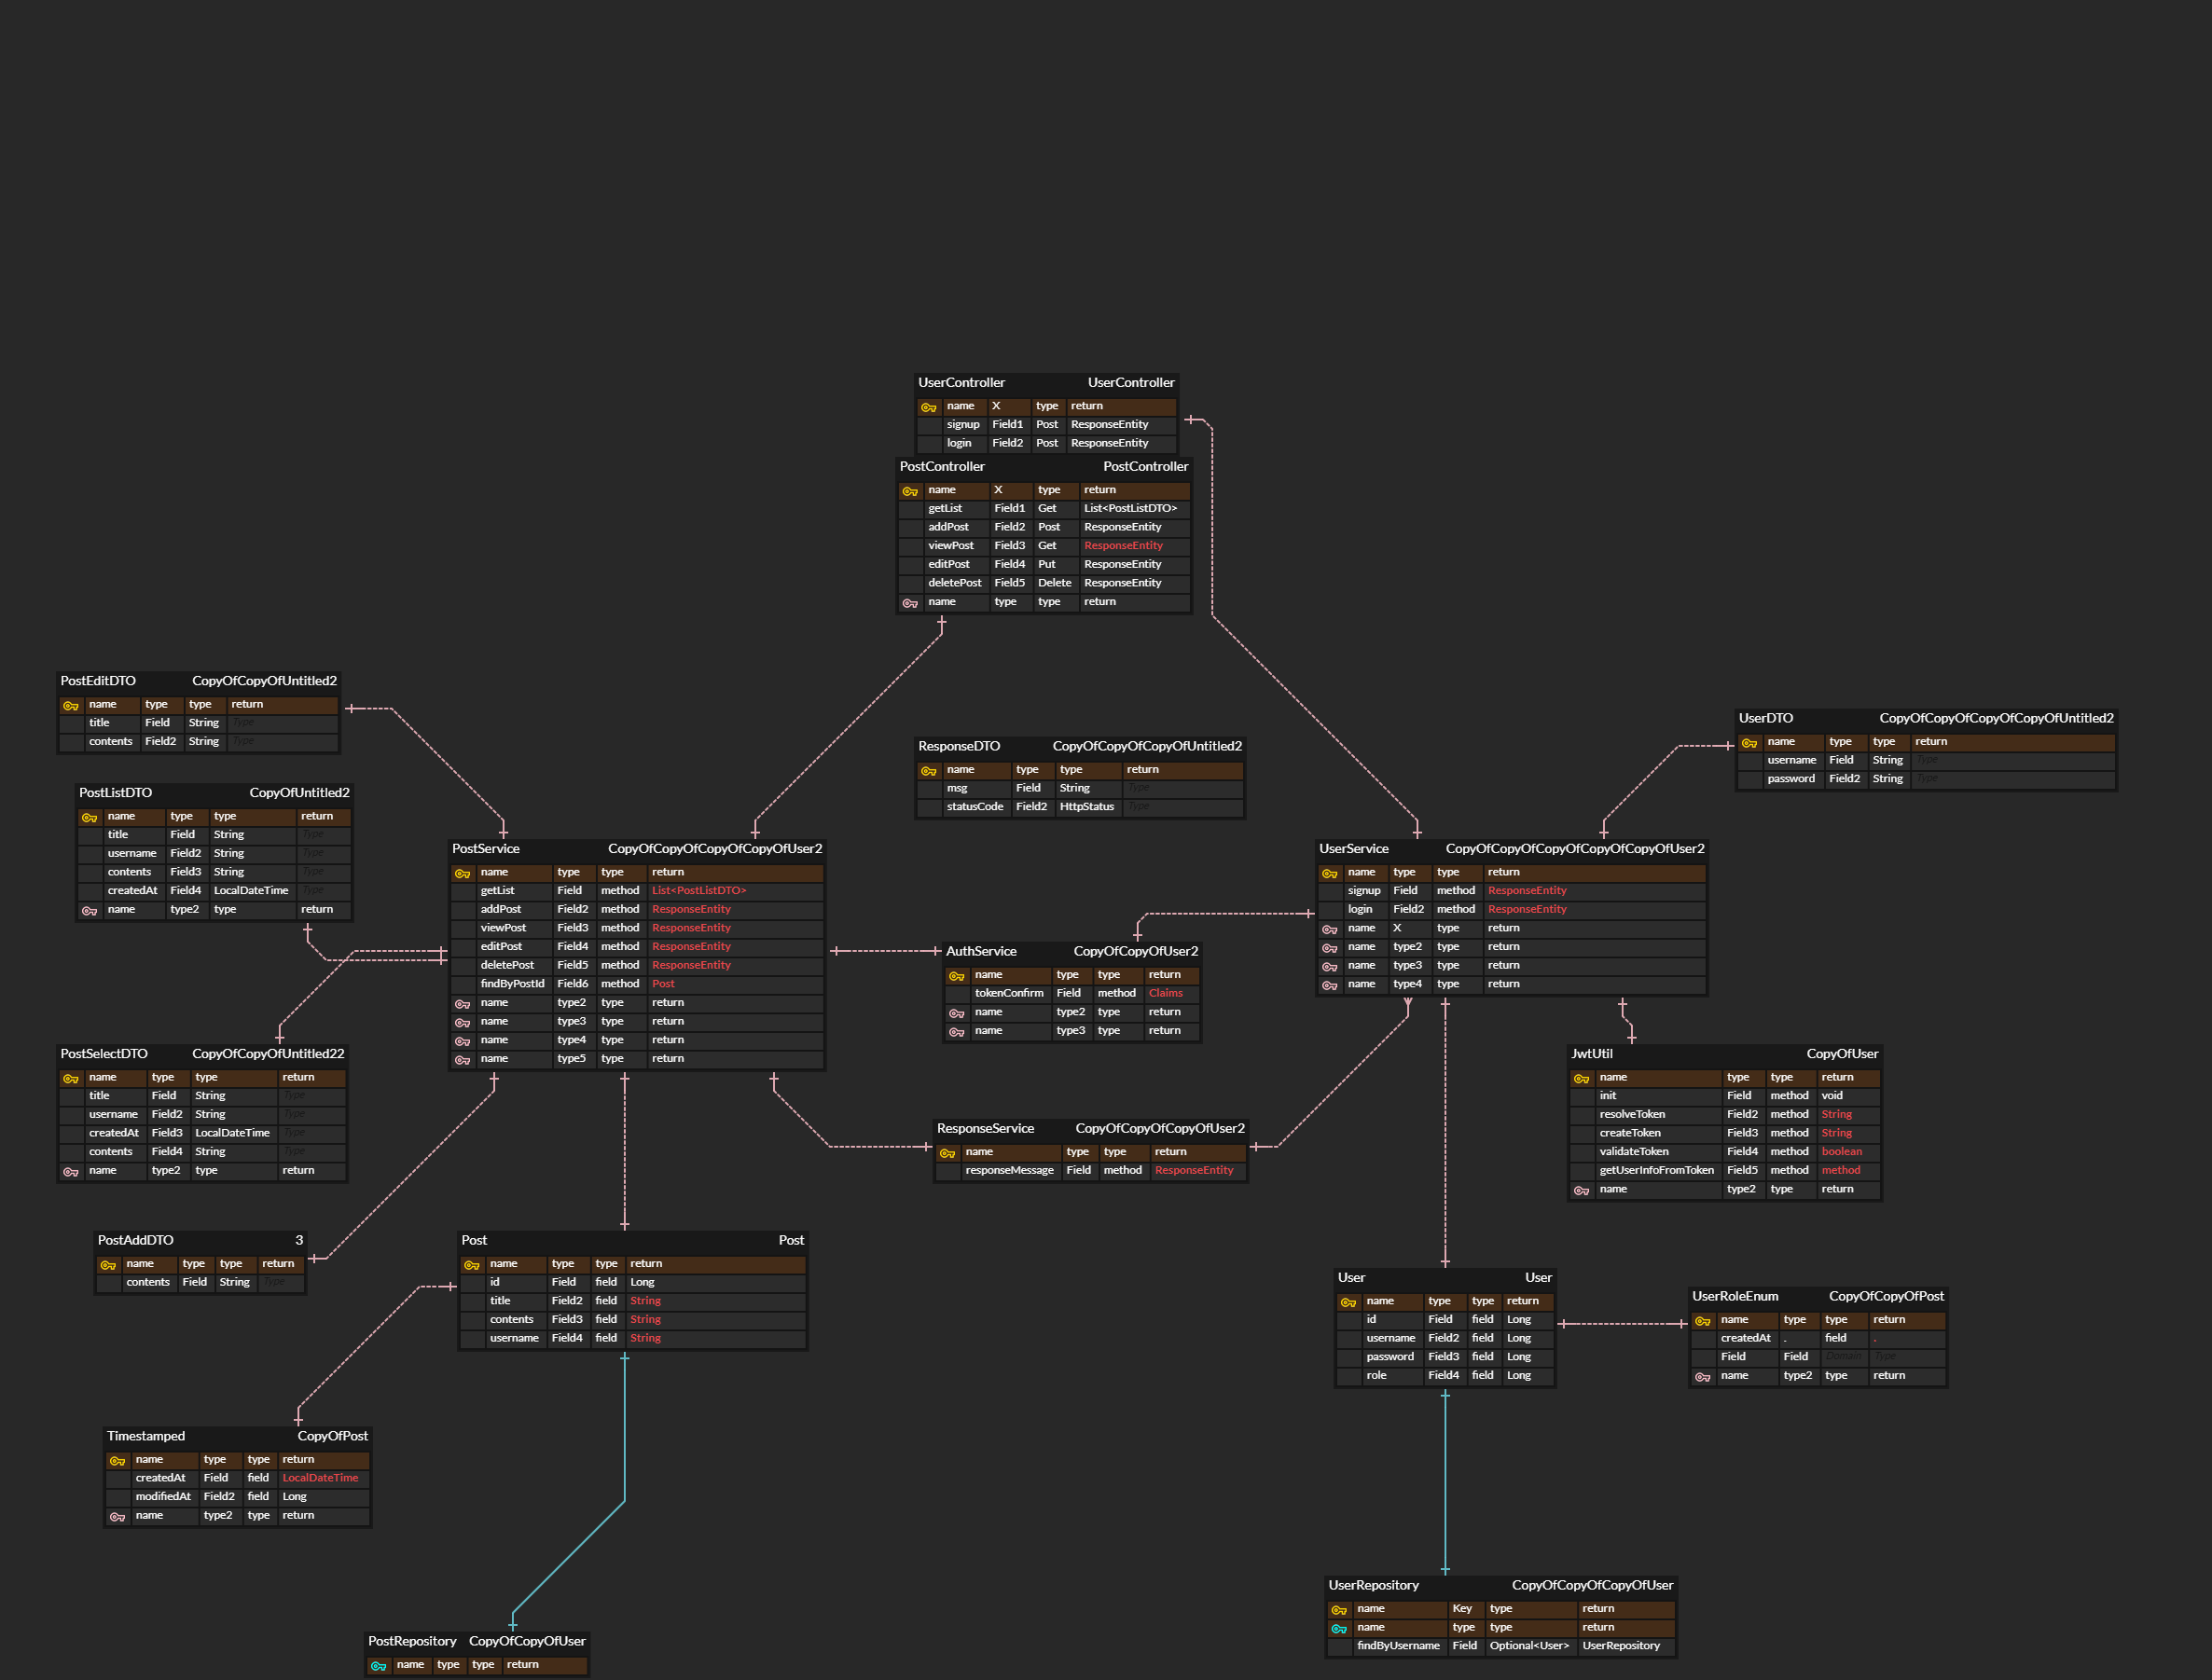 UserController UserController
name X type return
signup Field1 Post ResponseEntity
login Field2 Post ResponseEntity
PostController PostController
name X type return
getList Field1 Get List<PostListDTO>
addPost Field2 Post ResponseEntity
viewPost Field3 Get ResponseEntity
editPost Field4 Put ResponseEntity
deletePost Field5 Delete ResponseEntity
name type type return
PostEditDTO CopyOfCopyOfUntitled2
name type type return
title Field String Type
contents Field2 String Type
ResponseDTO CopyOfCopyOfCopyOfUntitled2
name type type return
msg Field String Type
statusCode Field2 HttpStatus Type
UserDTO CopyOfCopyOfCopyOfCopyOfUntitled2
name type type return
username Field String Type
password Field2 String Type
PostListDTO CopyOfUntitled2
name type type return
title Field String Type
username Field2 String Type
contents Field3 String Type
createdAt Field4 LocalDateTime Type
name type2 type return
PostService CopyOfCopyOfCopyOfCopyOfUser2
name type type return
getList Field method List<PostListDTO>
addPost Field2 method ResponseEntity
viewPost Field3 method ResponseEntity
editPost Field4 method ResponseEntity
deletePost Field5 method ResponseEntity
findByPostId Field6 method Post
name type2 type return
name type3 type return
name type4 type return
name type5 type return
UserService CopyOfCopyOfCopyOfCopyOfCopyOfUser2
name type type return
signup Field method ResponseEntity
login Field2 method ResponseEntity
name X type return
name type2 type return
name type3 type return
name type4 type return
AuthService CopyOfCopyOfUser2
name type type return
tokenConfirm Field method Claims
name type2 type return
name type3 type return
PostSelectDTO CopyOfCopyOfUntitled22
name type type return
title Field String Type
username Field2 String Type
createdAt Field3 LocalDateTime Type
contents Field4 String Type
name type2 type return
JwtUtil CopyOfUser
name type type return
init Field method void
resolveToken Field2 method String
createToken Field3 method String
validateToken Field4 method boolean
getUserInfoFromToken Field5 method method
name type2 type return
ResponseService CopyOfCopyOfCopyOfUser2
name type type return
responseMessage Field method ResponseEntity
PostAddDTO 3
name type type return
contents Field String Type
Post Post
name type type return
id Field field Long
title Field2 field String
contents Field3 field String
username Field4 field String
User User
name type type return
id Field field Long
username Field2 field Long
password Field3 field Long
role Field4 field Long
UserRoleEnum CopyOfCopyOfPost
name type type return
createdAt . field .
Field Field Domain Type
name type2 type return
Timestamped CopyOfPost
name type type return
createdAt Field field LocalDateTime
modifiedAt Field2 field Long
name type2 type return
UserRepository CopyOfCopyOfCopyOfUser
name Key type return
name type type return
findByUsername Field Optional<User> UserRepository
PostRepository CopyOfCopyOfUser
name type type return